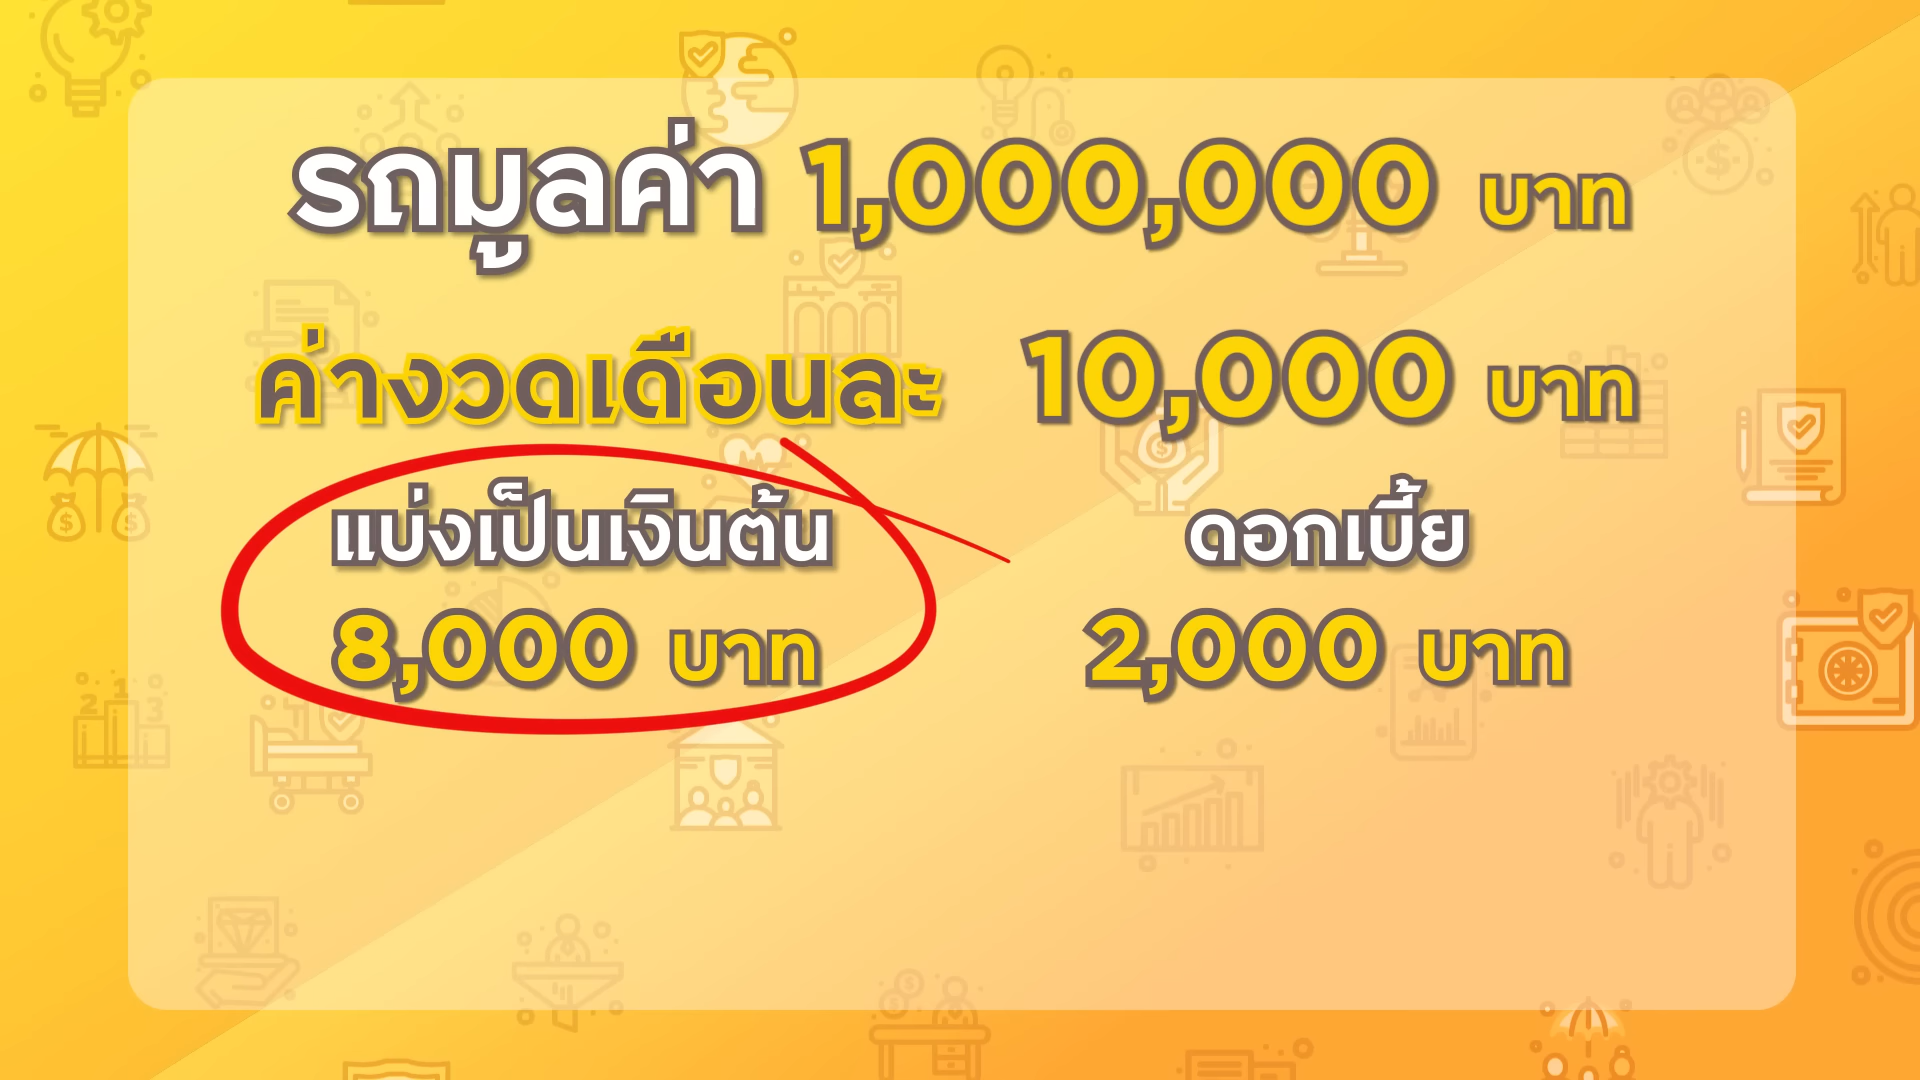 รถมูลค่า 1,000,000 บาท
ค่างวดเดือนละ 10,000 บาท
แบ่งเป็นเงินต้น ดอกเบี้ย
8,000 บาท 2,000 บาท